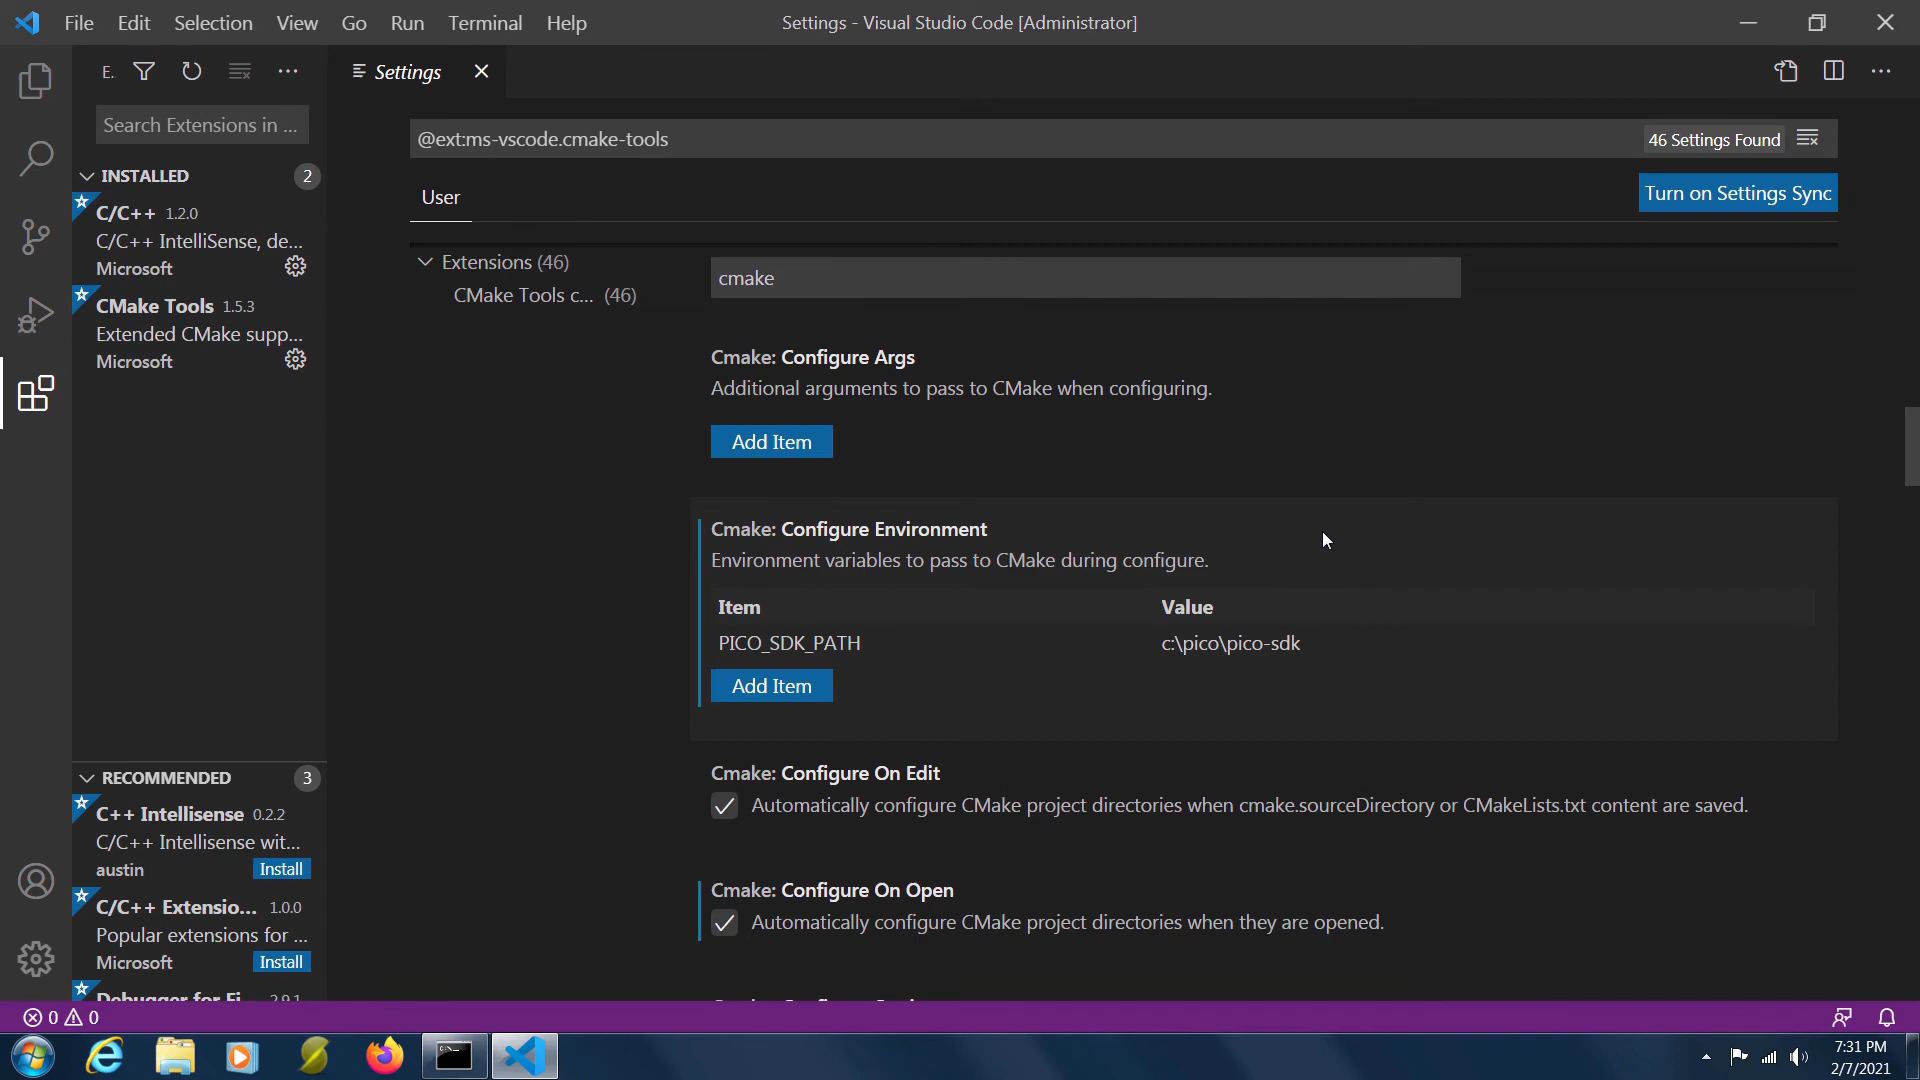 File Edit Selection View Go Run Terminal Help
Settings - Visual Studio Code [Administrator]
E.
Settings
Search Extensions in ...
@ext:ms-vscode.cmake-tools
46 Settings Found
User
Turn on Settings Sync
INSTALLED 2
C/C++ 1.2.0
C/C++ IntelliSense, de...
Microsoft
CMake Tools 1.5.3
Extended CMake supp...
Microsoft
RECOMMENDED 3
C++ Intellisense 0.2.2
C/C++ Intellisense wit...
austin Install
C/C++ Extensio... 1.0.0
Popular extensions for ...
Microsoft Install
Debugger for Fi... 2.9.1
Extensions (46)
CMake Tools c... (46)
cmake
Cmake: Configure Args
Additional arguments to pass to CMake when configuring.
Add Item
Cmake: Configure Environment
Environment variables to pass to CMake during configure.
Item Value
PICO_SDK_PATH c:\pico\pico-sdk
Add Item
Cmake: Configure On Edit
Automatically configure CMake project directories when cmake.sourceDirectory or CMakeLists.txt content are saved.
Cmake: Configure On Open
Automatically configure CMake project directories when they are opened.
0 0
C:\_
7:31 PM
2/7/2021